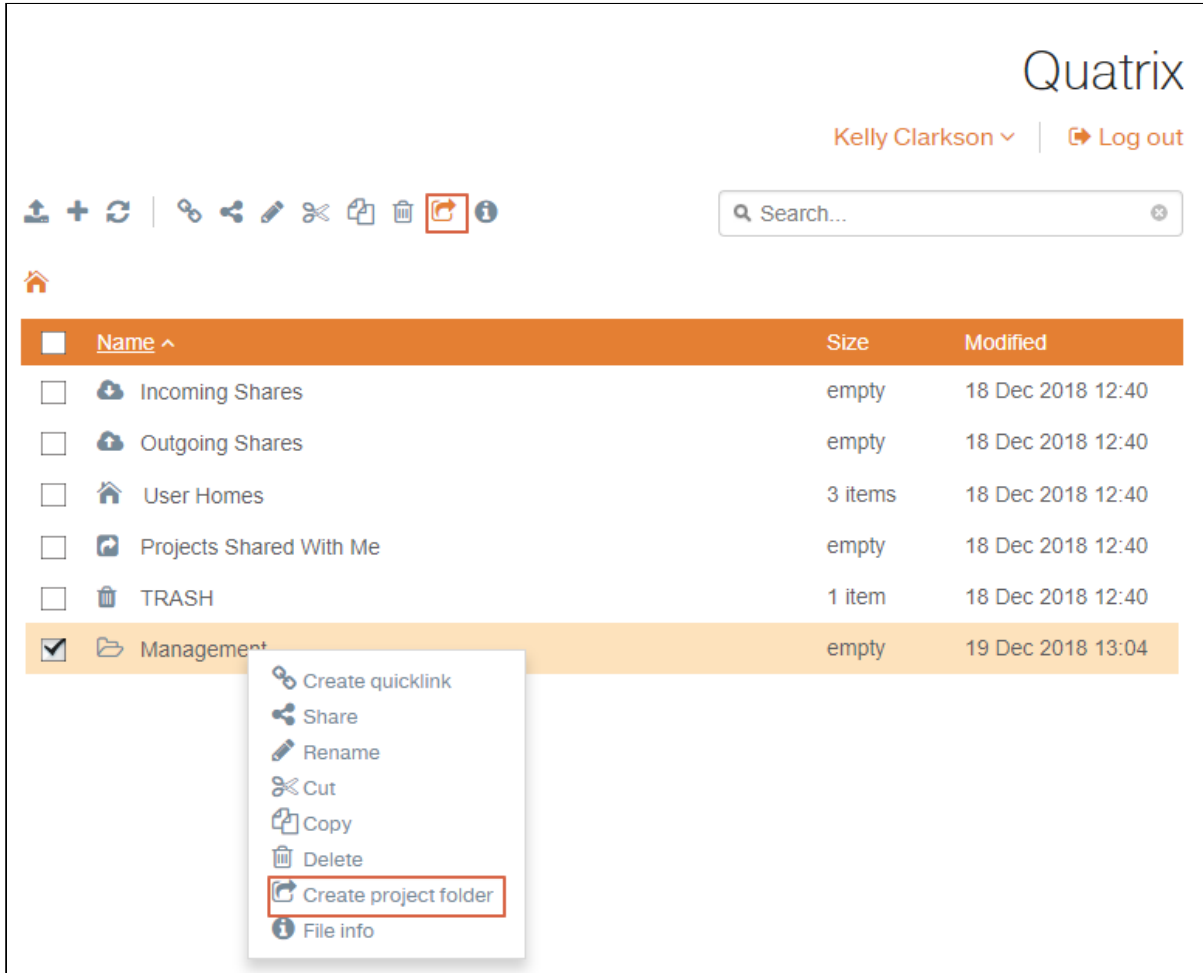 Quatrix
Kelly Clarkson Log out
Search...
Name Size Modified
Incoming Shares empty 18 Dec 2018 12:40
Outgoing Shares empty 18 Dec 2018 12:40
User Homes 3 items 18 Dec 2018 12:40
Projects Shared With Me empty 18 Dec 2018 12:40
TRASH 1 item 18 Dec 2018 12:40
Management empty 19 Dec 2018 13:04
Create quicklink
Share
Rename
Cut
Copy
Delete
Create project folder
File info